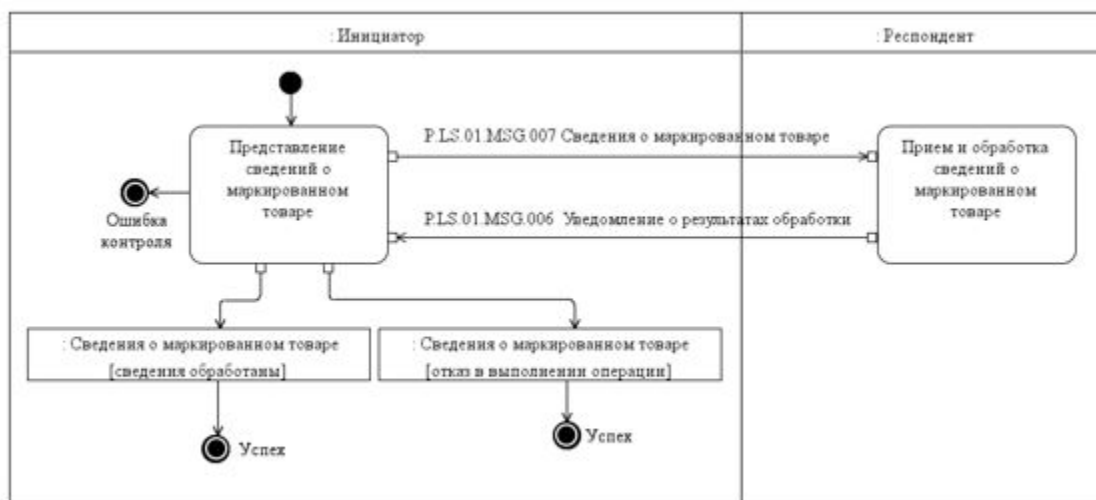 : Инициатор
: Респондент
P.LS.01.MSG.007 Сведения о маркированном товаре
Представление
сведений о
маркированном
товаре
Прием и обработка
сведений о
маркированном
товаре
Ошибка
контроля
P.LS.01.MSG.006 Уведомление о результатах обработки
: Сведения о маркированном товаре
[сведения обработаны]
: Сведения о маркированном товаре
[отказ в выполнении операции]
Успех
Успех